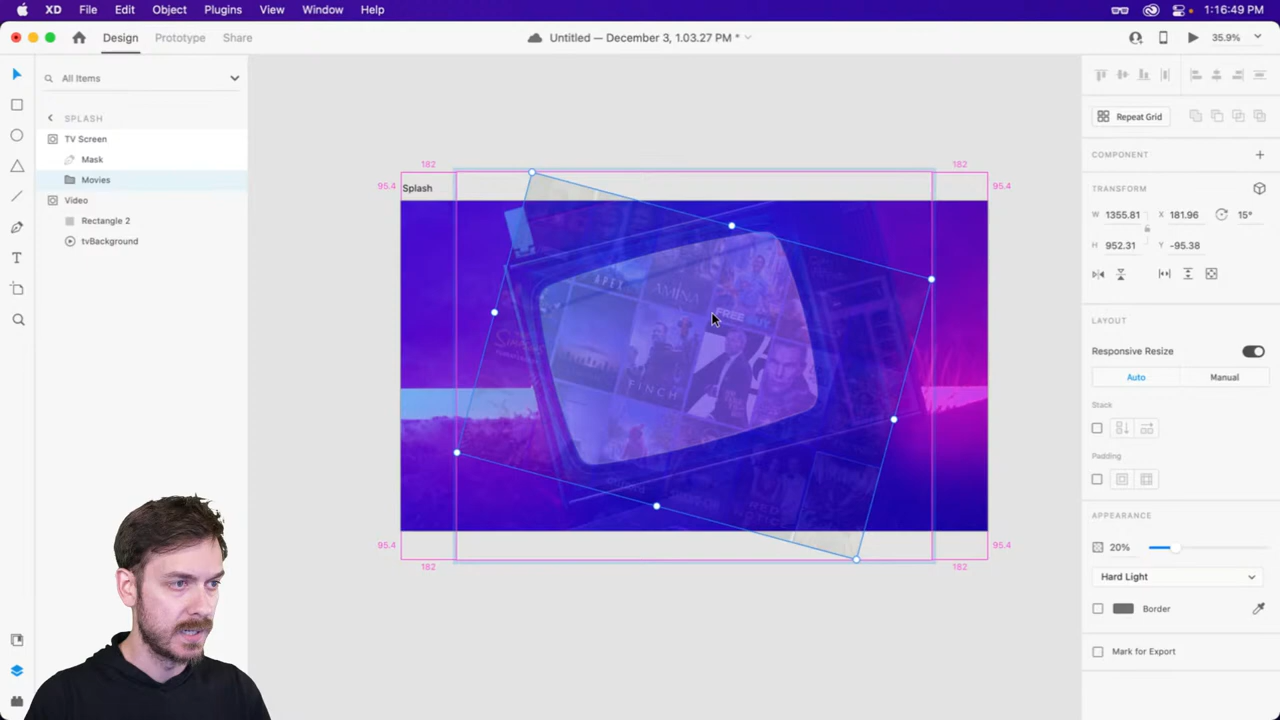 XD File Edit Object Plugins View Window Help
1:16:49 PM
Design Prototype Share
Untitled — December 3, 1.03.27 PM *
35.9%
All Items
SPLASH
TV Screen
Mask
Movies
Video
Rectangle 2
tvBackground
182
182
95.4
95.4
Splash
AMINA
FREE GUY
FINCH
95.4
95.4
182
182
Repeat Grid
COMPONENT
TRANSFORM
W 1355.81 X 181.96 15°
H 952.31 Y -95.38
LAYOUT
Responsive Resize
Auto Manual
Stack
Padding
APPEARANCE
20%
Hard Light
Border
Mark for Export